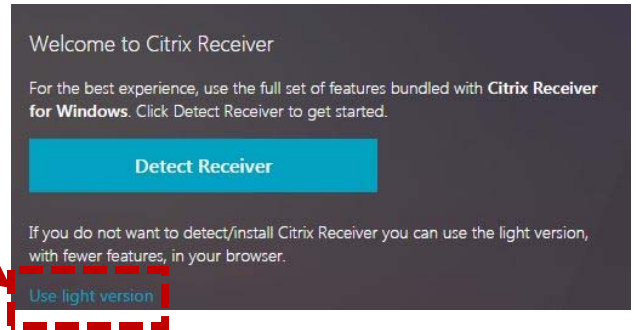 Welcome to Citrix Receiver
For the best experience, use the full set of features bundled with Citrix Receiver
for Windows. Click Detect Receiver to get started.
Detect Receiver
If you do not want to detect/install Citrix Receiver you can use the light version,
with fewer features, in your browser.
Use light version